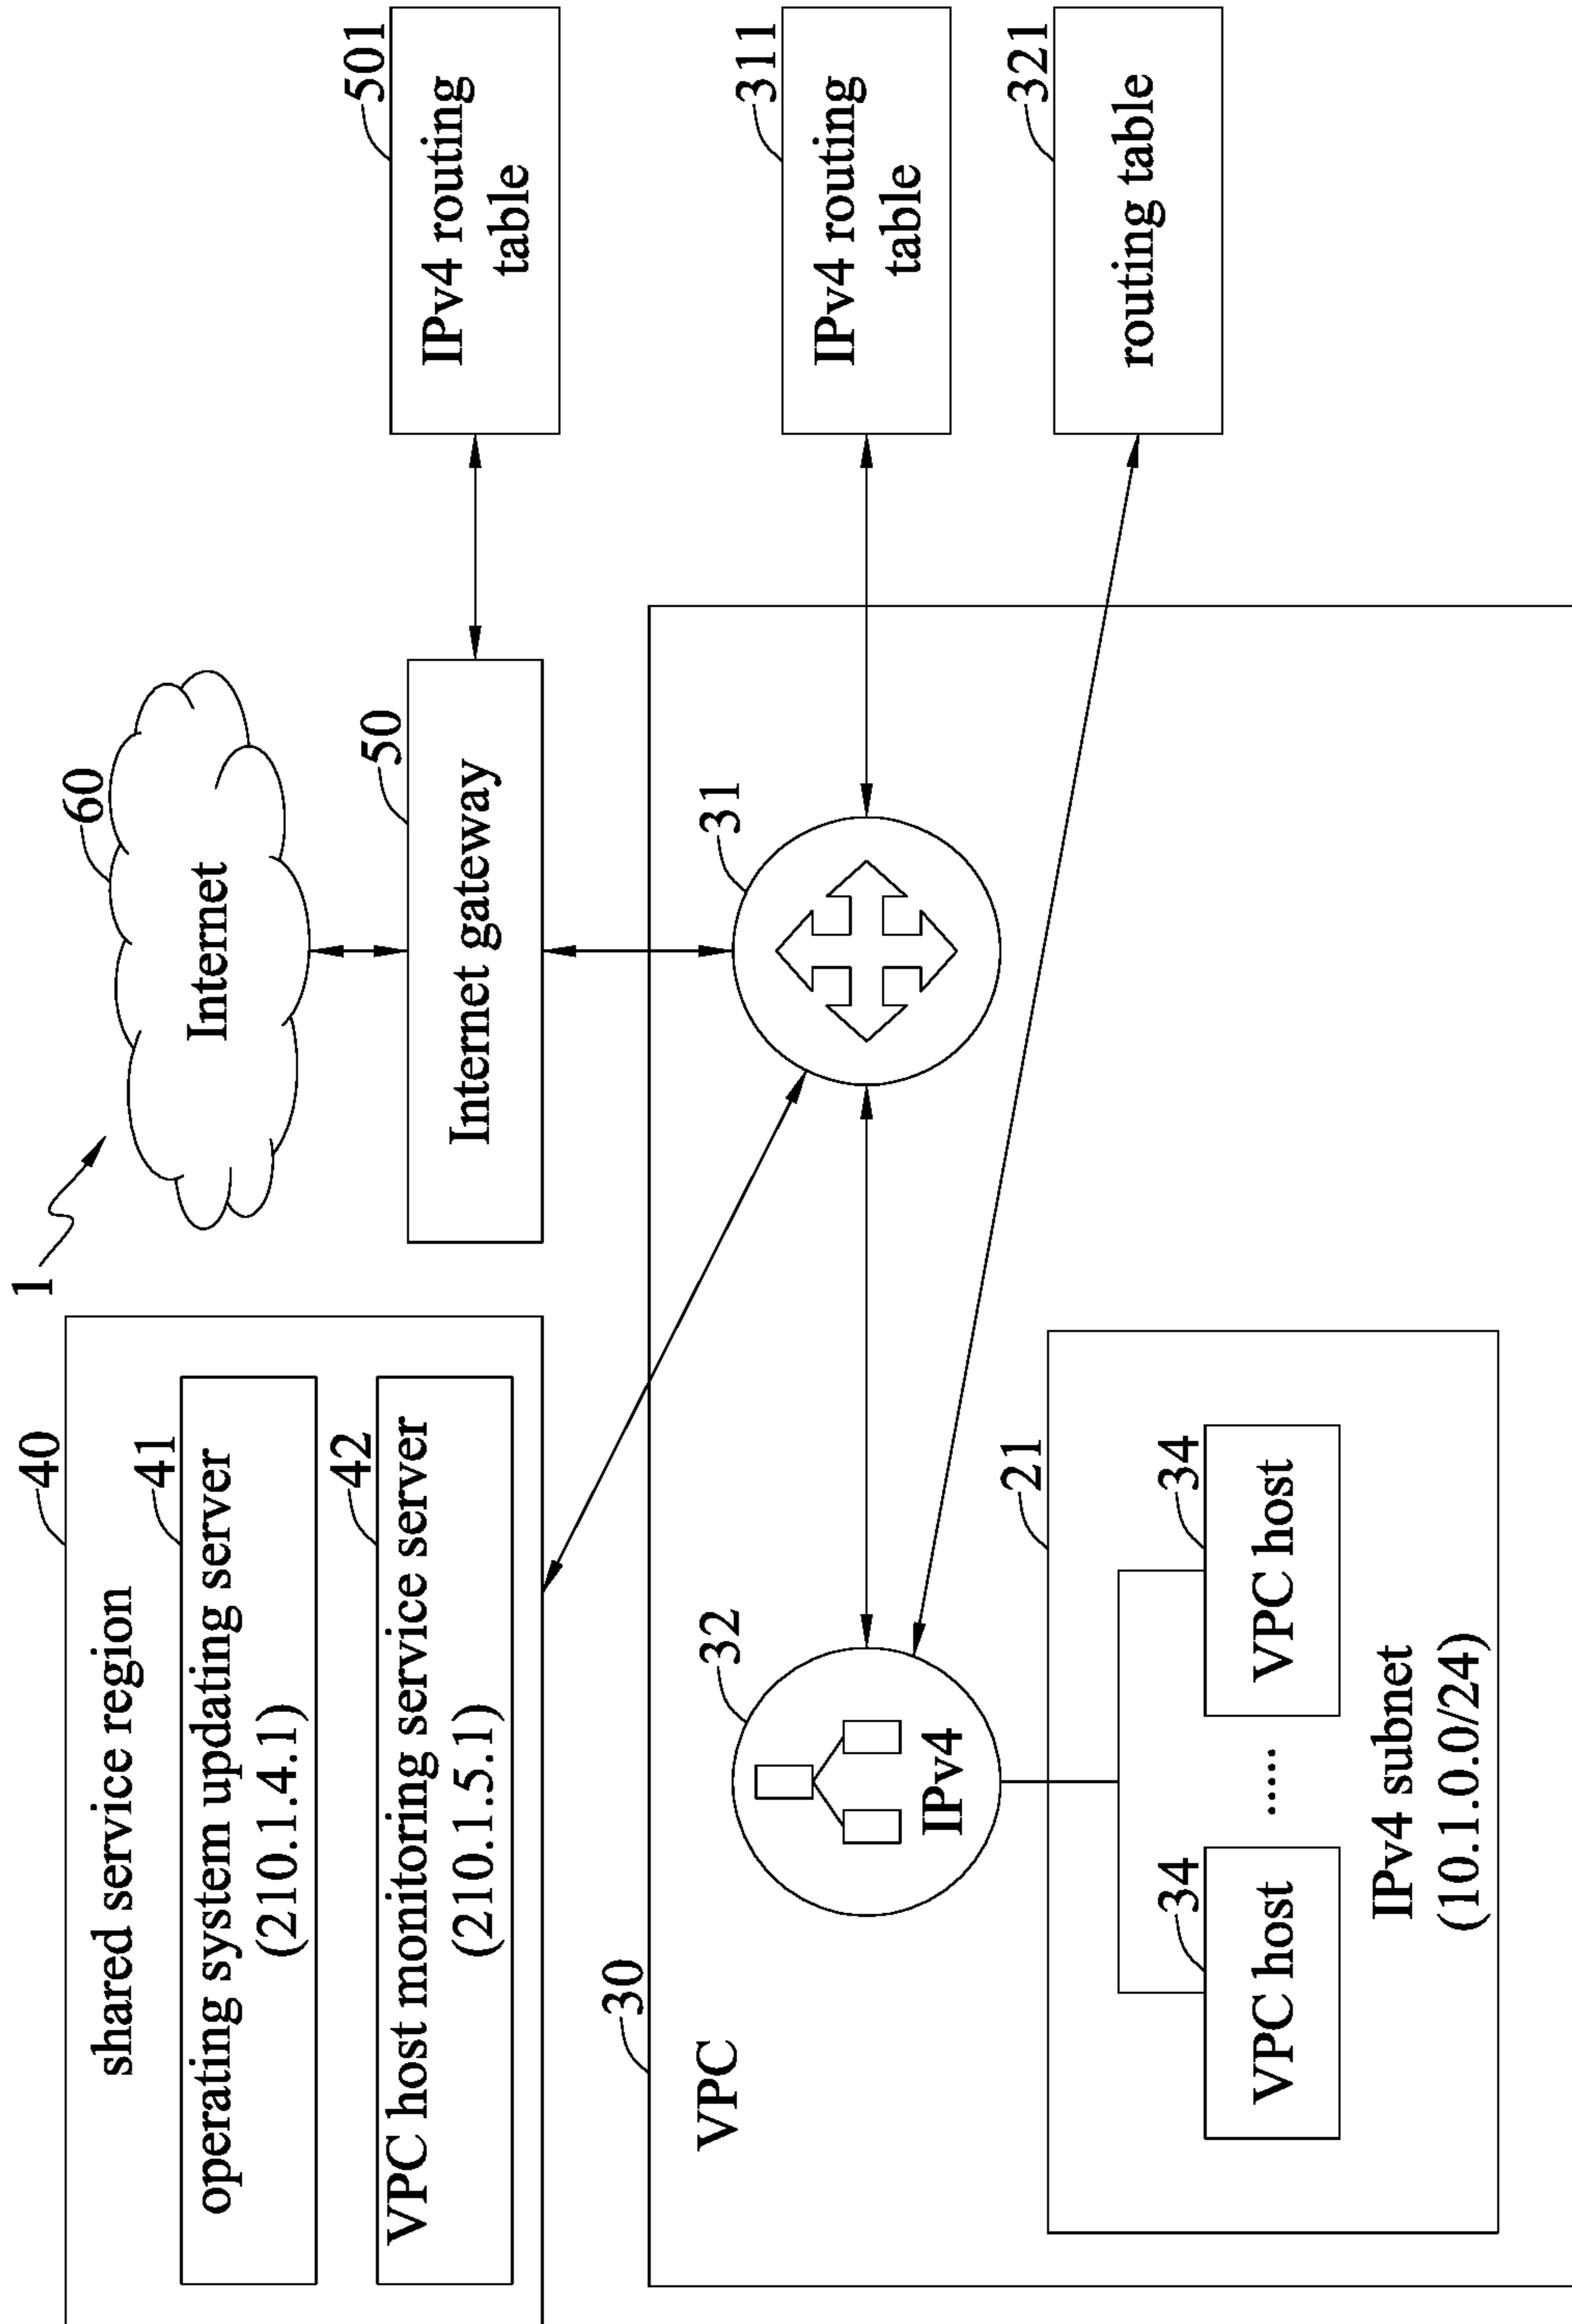 1
40
shared service region
41
operating system updating server
(210.1.4.1)
42
VPC host monitoring service server
(210.1.5.1)
60
Internet
50
Internet gateway
501
IPv4 routing
table
30
VPC
32
IPv4
31
311
IPv4 routing
table
321
routing table
21
34
VPC host
.....
34
VPC host
IPv4 subnet
(10.1.0.0/24)